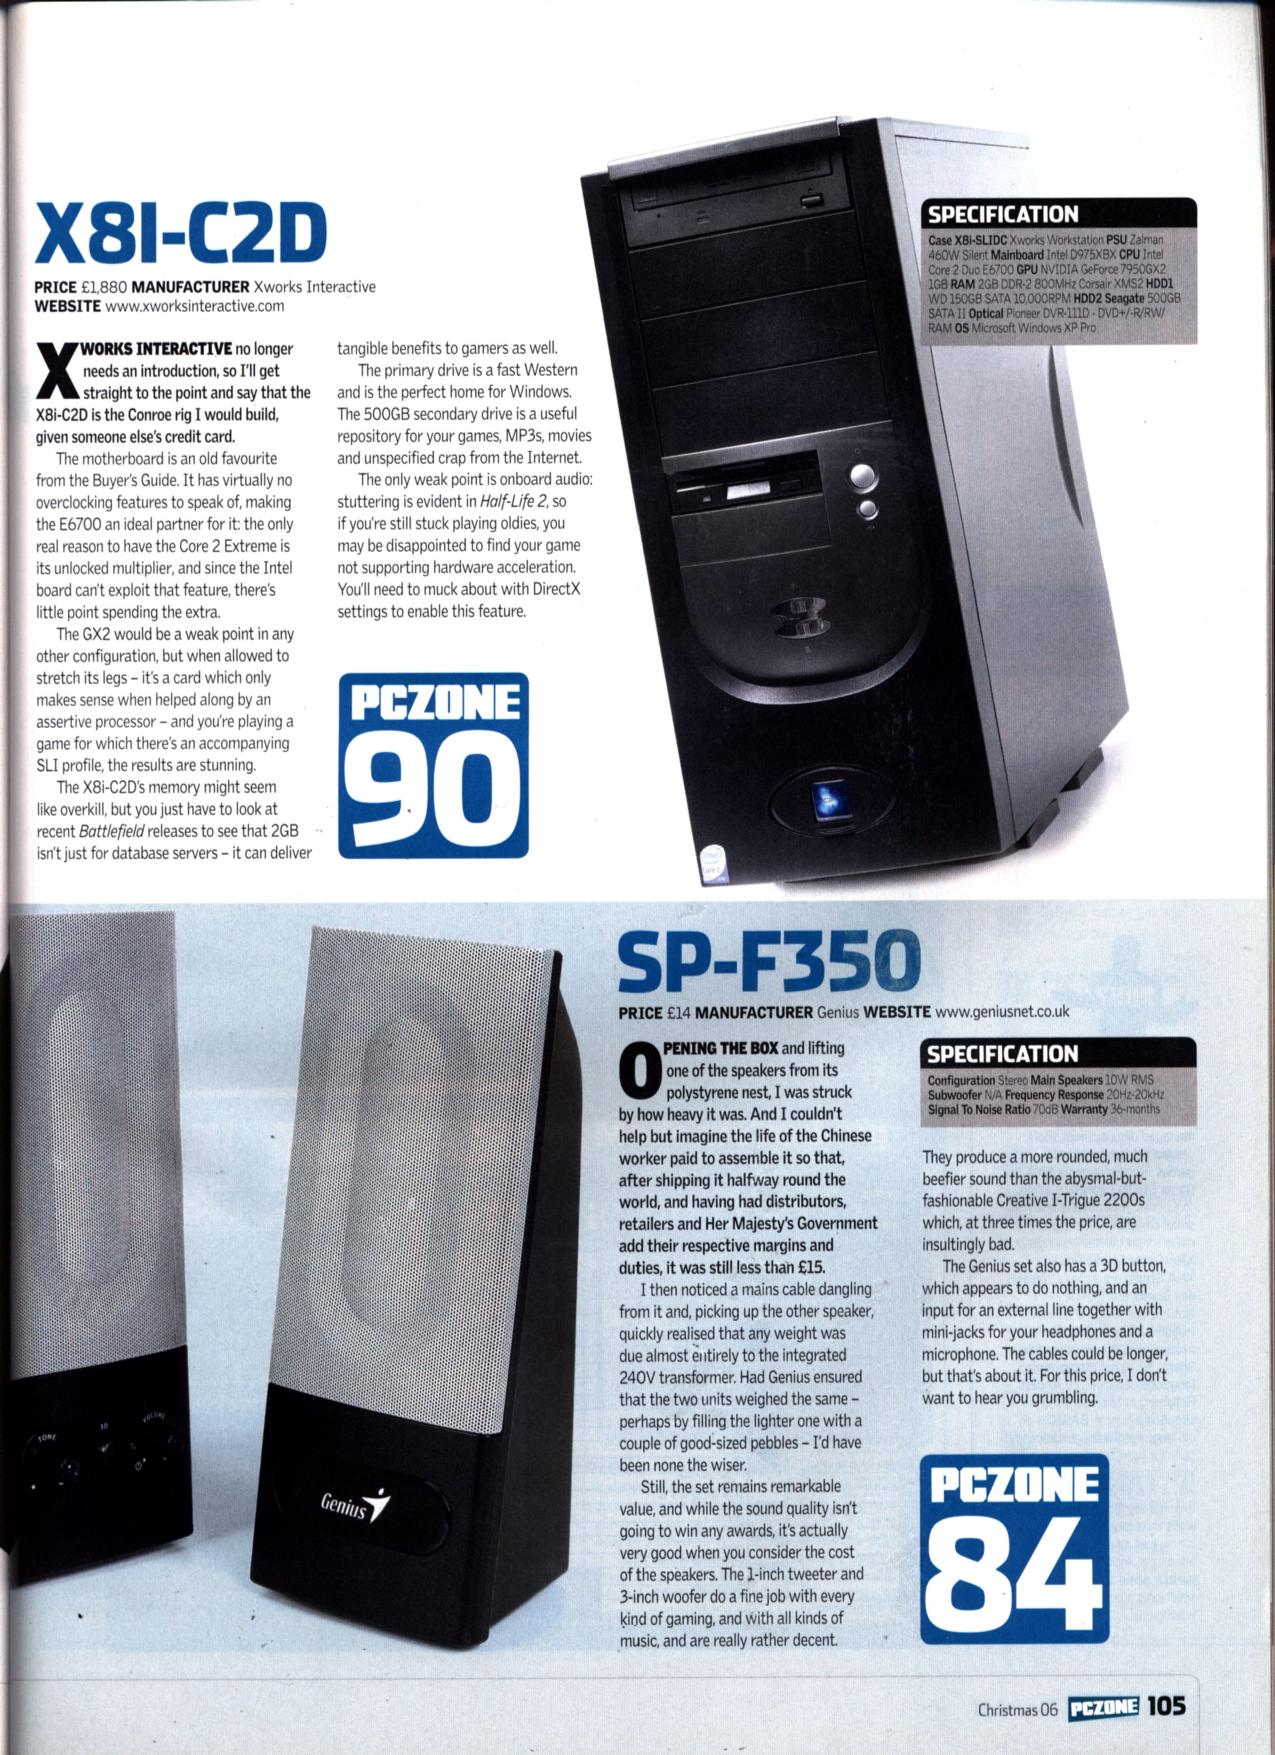 X8I-C2D
PRICE £1,880 MANUFACTURER Xworks Interactive
WEBSITE www.xworksinteractive.com
XWORKS INTERACTIVE no longer
needs an introduction, so I'll get
straight to the point and say that the
X8i-C2D is the Conroe rig I would build,
given someone else's credit card.
The motherboard is an old favourite
from the Buyer's Guide. It has virtually no
overclocking features to speak of, making
the E6700 an ideal partner for it: the only
real reason to have the Core 2 Extreme is
its unlocked multiplier, and since the Intel
board can't exploit that feature, there's
little point spending the extra.
The GX2 would be a weak point in any
other configuration, but when allowed to
stretch its legs – it's a card which only
makes sense when helped along by an
assertive processor – and you're playing a
game for which there's an accompanying
SLI profile, the results are stunning.
The X8i-C2D's memory might seem
like overkill, but you just have to look at
recent Battlefield releases to see that 2GB
isn't just for database servers – it can deliver
tangible benefits to gamers as well.
The primary drive is a fast Western
and is the perfect home for Windows.
The 500GB secondary drive is a useful
repository for your games, MP3s, movies
and unspecified crap from the Internet.
The only weak point is onboard audio:
stuttering is evident in Half-Life 2, so
if you're still stuck playing oldies, you
may be disappointed to find your game
not supporting hardware acceleration.
You'll need to muck about with DirectX
settings to enable this feature.
PCZONE
90
SPECIFICATION
Case X8i-SLIDC Xworks Workstation PSU Zalman
460W Silent Mainboard Intel D975XBX CPU Intel
Core 2 Duo E6700 GPU NVIDIA GeForce 7950GX2
1GB RAM 2GB DDR-2 800MHz Corsair XMS2 HDD1
WD 150GB SATA 10,000RPM HDD2 Seagate 500GB
SATA II Optical Pioneer DVR-111D - DVD+/-R/RW/
RAM OS Microsoft Windows XP Pro
intel
Core 2
TONE
3D
VOLUME
Genius
SP-F350
PRICE £14 MANUFACTURER Genius WEBSITE www.geniusnet.co.uk
OPENING THE BOX and lifting
one of the speakers from its
polystyrene nest, I was struck
by how heavy it was. And I couldn't
help but imagine the life of the Chinese
worker paid to assemble it so that,
after shipping it halfway round the
world, and having had distributors,
retailers and Her Majesty's Government
add their respective margins and
duties, it was still less than £15.
I then noticed a mains cable dangling
from it and, picking up the other speaker,
quickly realised that any weight was
due almost entirely to the integrated
240V transformer. Had Genius ensured
that the two units weighed the same –
perhaps by filling the lighter one with a
couple of good-sized pebbles – I'd have
been none the wiser.
Still, the set remains remarkable
value, and while the sound quality isn't
going to win any awards, it's actually
very good when you consider the cost
of the speakers. The 1-inch tweeter and
3-inch woofer do a fine job with every
kind of gaming, and with all kinds of
music, and are really rather decent.
SPECIFICATION
Configuration Stereo Main Speakers 10W RMS
Subwoofer N/A Frequency Response 20Hz-20kHz
Signal To Noise Ratio 70dB Warranty 36-months
They produce a more rounded, much
beefier sound than the abysmal-but-
fashionable Creative I-Trigue 2200s
which, at three times the price, are
insultingly bad.
The Genius set also has a 3D button,
which appears to do nothing, and an
input for an external line together with
mini-jacks for your headphones and a
microphone. The cables could be longer,
but that's about it. For this price, I don't
want to hear you grumbling.
PCZONE
84
Christmas 06 PCZONE 105